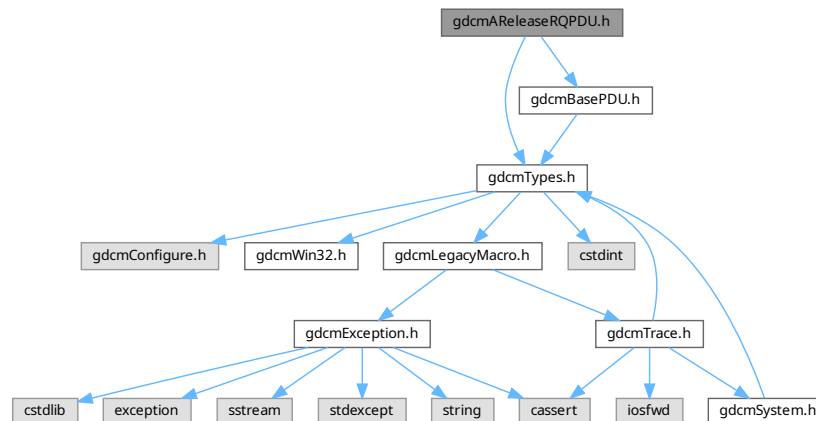 gdcmAReleaseRQPDU.h
gdcmBasePDU.h
gdcmTypes.h
gdcmConfigure.h
gdcmWin32.h
gdcmLegacyMacro.h
cstdint
gdcmException.h
gdcmTrace.h
cstdlib
exception
sstream
stdexcept
string
cassert
iosfwd
gdcmSystem.h